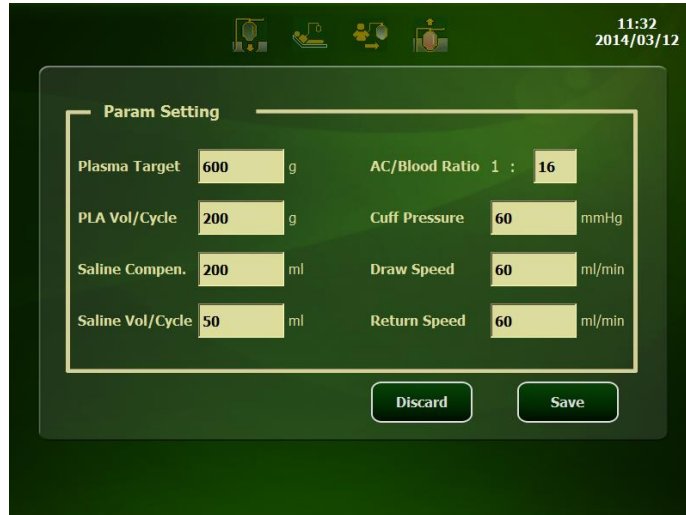 11:32
2014/03/12
Param Setting
Plasma Target 600 g AC/Blood Ratio 1 : 16
PLA Vol/Cycle 200 g Cuff Pressure 60 mmHg
Saline Compen. 200 ml Draw Speed 60 ml/min
Saline Vol/Cycle 50 ml Return Speed 60 ml/min
Discard Save